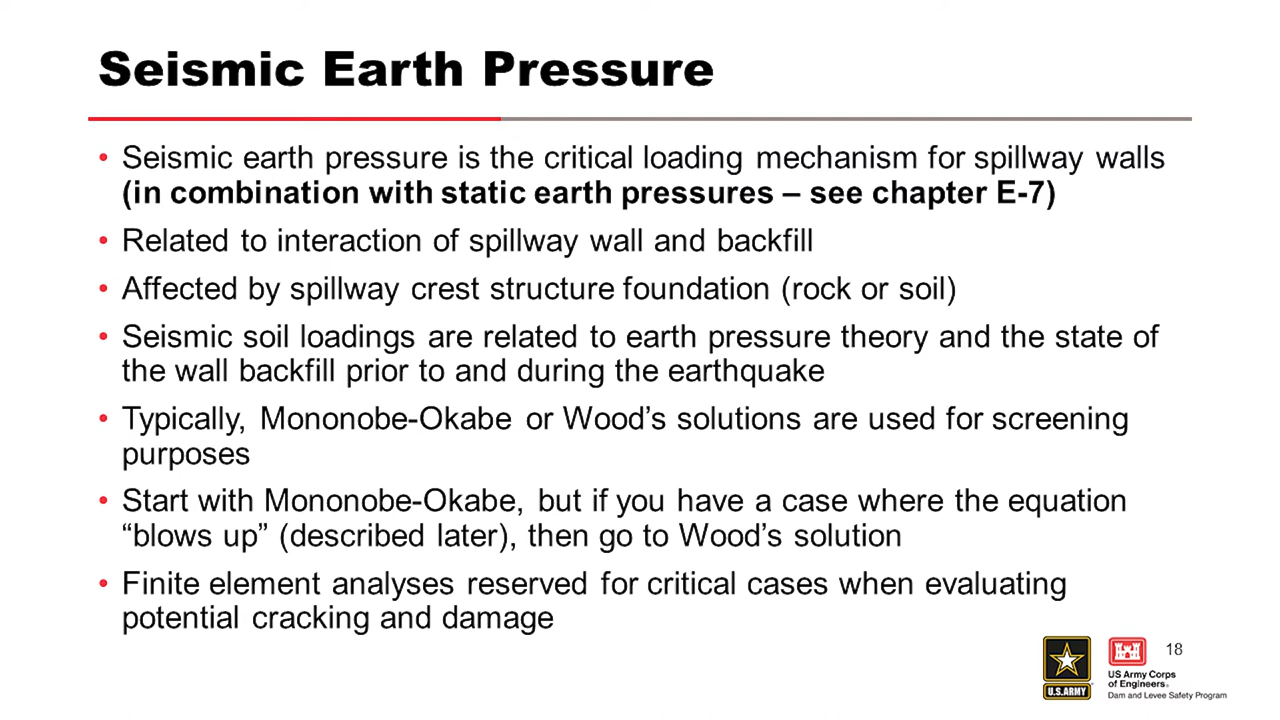 Seismic Earth Pressure
• Seismic earth pressure is the critical loading mechanism for spillway walls
(in combination with static earth pressures – see chapter E-7)
• Related to interaction of spillway wall and backfill
• Affected by spillway crest structure foundation (rock or soil)
• Seismic soil loadings are related to earth pressure theory and the state of
the wall backfill prior to and during the earthquake
• Typically, Mononobe-Okabe or Wood’s solutions are used for screening
purposes
• Start with Mononobe-Okabe, but if you have a case where the equation
“blows up” (described later), then go to Wood’s solution
• Finite element analyses reserved for critical cases when evaluating
potential cracking and damage
18
U.S.ARMY
US Army Corps
of Engineers®
Dam and Levee Safety Program